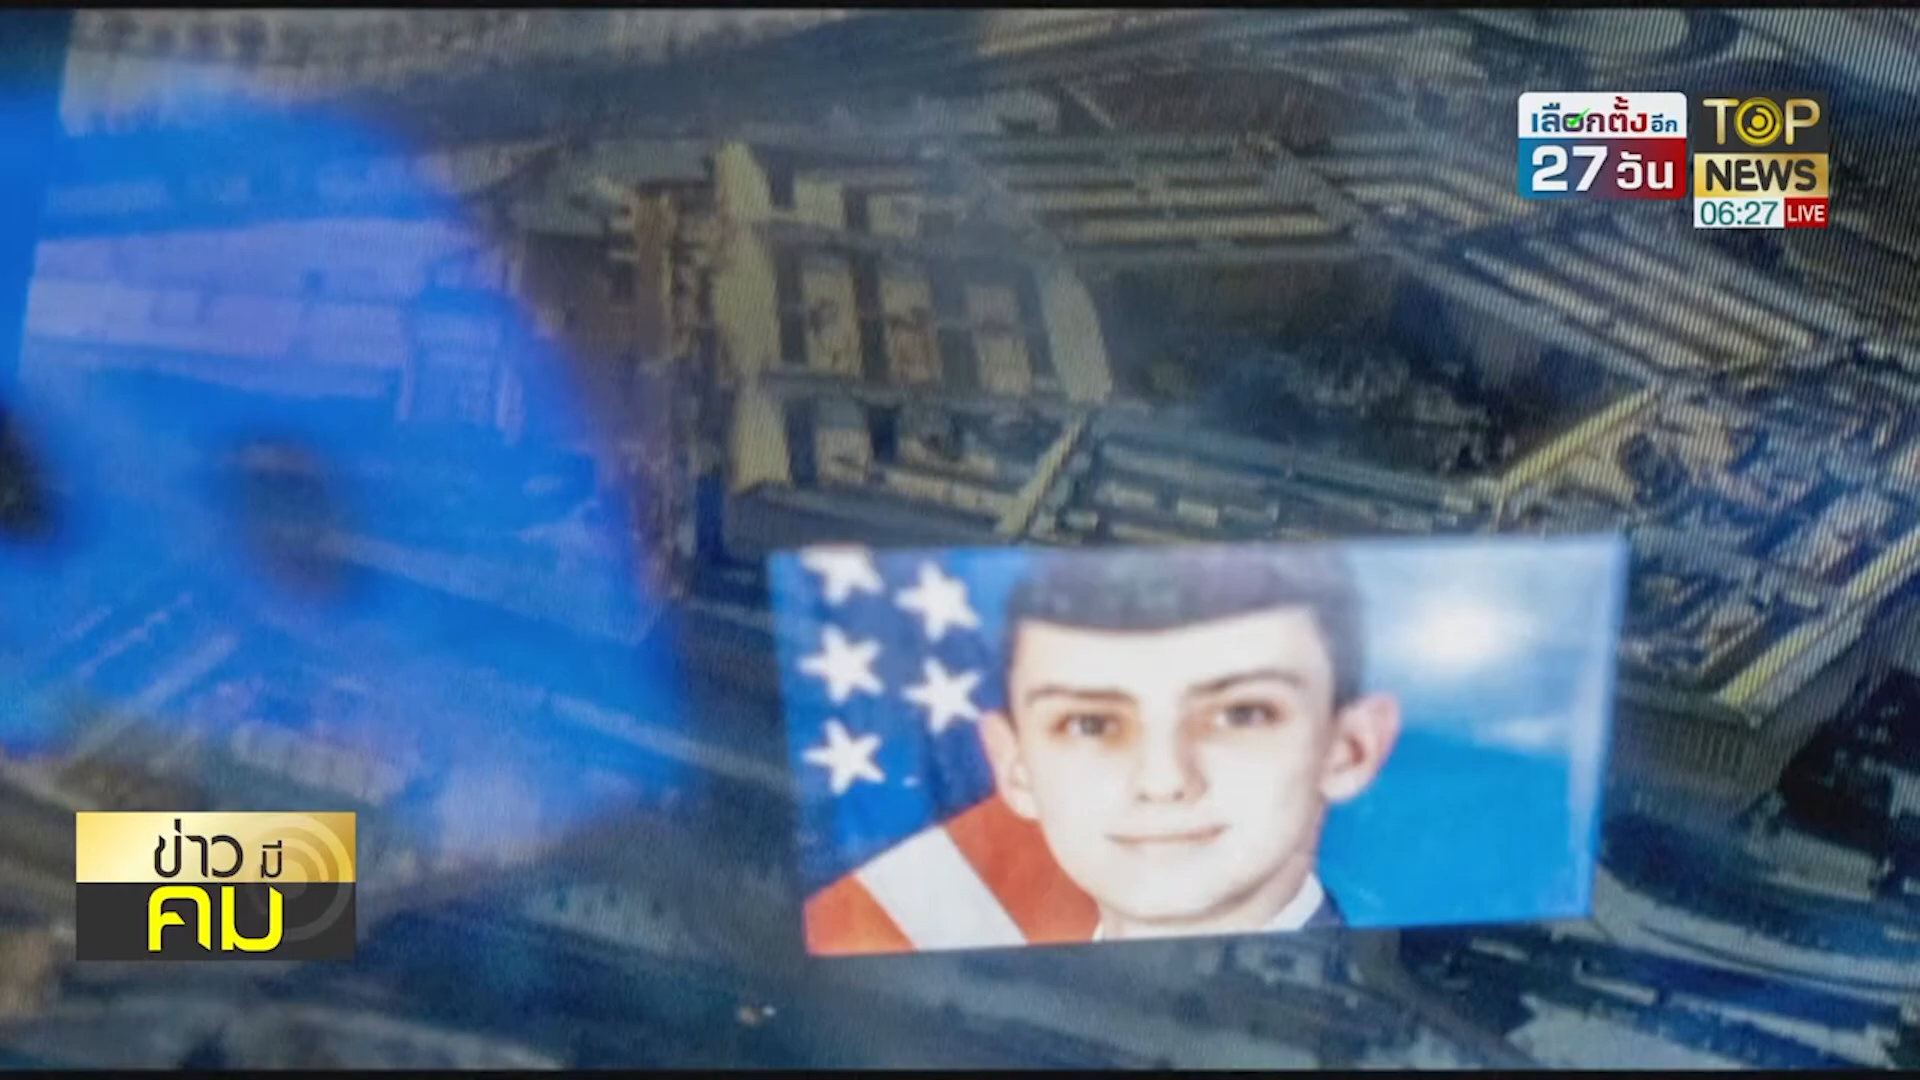 เลือกตั้งอีก
27 วัน
TOP
NEWS
06:27 LIVE
ข่าว มี
คม